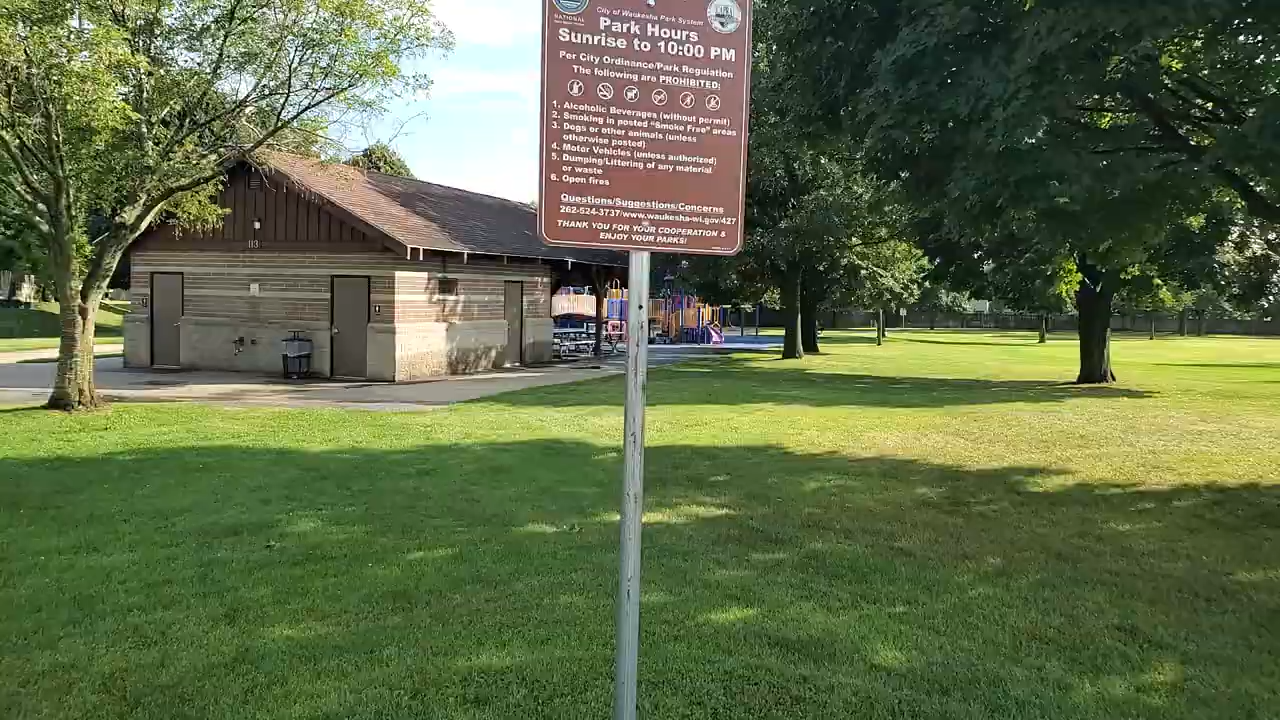 NATIONAL
City of Waukesha Park System
Park Hours
Sunrise to 10:00 PM
Per City Ordinance/Park Regulation
The following are PROHIBITED:
1. Alcoholic Beverages (without permit)
2. Smoking in posted "Smoke Free" areas
3. Dogs or other animals (unless
otherwise posted)
4. Motor Vehicles (unless authorized)
5. Dumping/Littering of any material
or waste
6. Open fires
Questions/Suggestions/Concerns
262-524-3737/www.waukesha-wi.gov/427
THANK YOU FOR YOUR COOPERATION &
ENJOY YOUR PARKS!
113